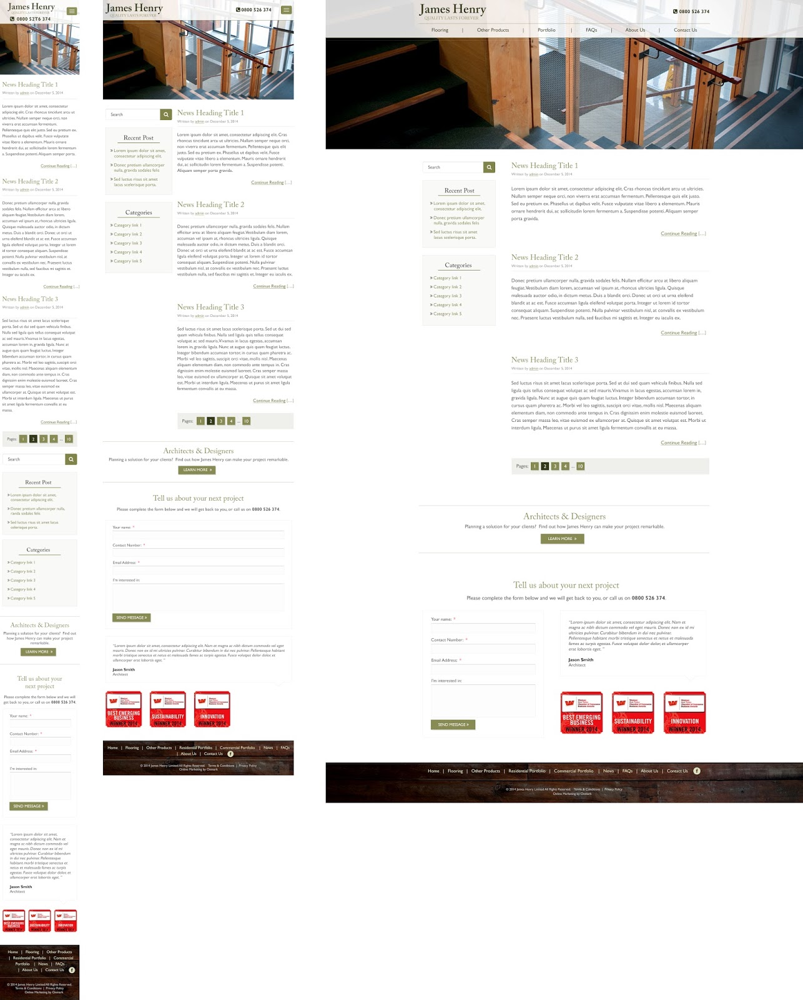 James Henry
QUALITY LASTS FOREVER
0800 52T6 374
News Heading Title 1
Written by admin on December 5, 2014
Lorem ipsum dolor sit amet, consectetur
adipiscing elit. Cras rhoncus tincidunt arcu ut
ultricies. Nullam semper neque orci, non
viverra erat accumsan fermentum.
Pellentesque quis elit justo. Sed eu pretium ex.
Phasellus ut dapibus velit. Fusce vulputate
vitae libero a elementum. Mauris ornare
hendrerit dui, ac sollicitudin lorem fermentum
a. Suspendisse potenti. Aliquam semper porta.
Continue Reading [...]
News Heading Title 2
Written by admin on December 5, 2014
Donec pretium ullamcorper nulla, gravida
sodales felis. Nullam efficitur arcu at libero
aliquam feugiat. Vestibulum diam lorem,
accumsan vel ipsum at, rhoncus ultricies ligula.
Quisque malesuada auctor odio, in dictum
metus. Duis a blandit orci. Donec ut orci ut
urna eleifend blandit at ac est. Fusce accumsan
ligula eleifend volutpat porta. Integer ut lorem
id tortor consequat aliquam. Suspendisse
potenti. Nulla pulvinar vestibulum nisl, at
convallis ex vestibulum nec. Praesent luctus
vestibulum nulla, sed faucibus mi sagittis et.
Integer eu iaculis ex.
Continue Reading [...]
News Heading Title 3
Written by admin on December 5, 2014
Sed luctus risus sit amet lacus scelerisque
porta. Sed ut dui sed quam vehicula finibus.
Nulla sed ligula quis tellus consequat volutpat
ac sed mauris. Vivamus in lacus egestas,
accumsan lorem in, gravida ligula. Nunc at
augue quis quam feugiat luctus. Integer
bibendum accumsan tortor, in cursus quam
pharetra ac. Morbi vel leo sagittis, suscipit orci
vitae, mollis nisi. Maecenas aliquam elementum
diam, non commodo ante tempus in. Cras
dignissim enim molestie euismod laoreet. Cras
semper massa libero, vitae euismod ex
ullamcorper at. Quisque sit amet volutpat est.
Morbi ut interdum ligula. Maecenas ut purus
sit amet ligula fermentum convallis at eu
massa.
Continue Reading [...]
Pages: 1 2 3 4 ... 10
Search
Recent Post
» Lorem ipsum dolor sit amet,
consectetur adipiscing elit.
» Donec pretium ullamcorper nulla,
ravida sodales felis
» Sed luctus risus sit amet lacus
celerisque porta.
Categories
» Category link 1
» Category link 2
» Category link 3
» Category link 4
» Category link 5
Architects & Designers
Planning a solution for your clients? Find out
how James Henry can make your project
remarkable.
LEARN MORE »
Tell us about your
next project
Please complete the form below and we will
get back to you, or call us on 0800 526 374.
Your name: *
Contact Number: *
Email Address: *
I'm interested in:
SEND MESSAGE »
"Lorem ipsum dolor sit amet,
consectetur adipiscing elit. Nam et
magna ac nibh dictum elementum
eget mauris. Donec non ex id mi
ultricies pulvinar. Curabitur bibendum
in dui nec pulvinar. Pellentesque
habitant morbi tristique senectus et
netus et malesuada fames ac turpis
egestas. Fusce volutpat dolor dolor, et
ullamcorper erat lobortis eget. "
Jason Smith
Architect
BEST EMERGING
BUSINESS
WINNER 2014
SUSTAINABILITY
WINNER 2014
INNOVATION
WINNER 2014
Home | Flooring | Other Products
| Residential Portfolio | Commercial
Portfolio | News | FAQs
| About Us | Contact Us f
© 2014 James Henry Limited All Rights Reserved.
Terms & Conditions | Privacy Policy
Online Marketing by Onmark
James Henry
QUALITY LASTS FOREVER
0800 526 374
Search
Recent Post
» Lorem ipsum dolor sit amet,
consectetur adipiscing elit.
» Donec pretium ullamcorper
nulla, gravida sodales felis.
» Sed luctus risus sit amet
lacus scelerisque porta.
Categories
» Category link 1
» Category link 2
» Category link 3
» Category link 4
» Category link 5
News Heading Title 1
Written by admin on December 5, 2014
Lorem ipsum dolor sit amet, consectetur adipiscing elit. Cras
rhoncus tincidunt arcu ut ultricies. Nullam semper neque orci,
non viverra erat accumsan fermentum. Pellentesque quis elit
justo. Sed eu pretium ex. Phasellus ut dapibus velit. Fusce
vulputate vitae libero a elementum. Mauris ornare hendrerit
dui, ac sollicitudin lorem fermentum a. Suspendisse potenti.
Aliquam semper porta gravida.
Continue Reading [...]
News Heading Title 2
Written by admin on December 5, 2014
Donec pretium ullamcorper nulla, gravida sodales felis. Nullam
efficitur arcu at libero aliquam feugiat. Vestibulum diam lorem,
accumsan vel ipsum at, rhoncus ultricies ligula. Quisque
malesuada auctor odio, in dictum metus. Duis a blandit orci.
Donec ut orci ut urna eleifend blandit at ac est. Fusce accumsan
ligula eleifend volutpat porta. Integer ut lorem id tortor
consequat aliquam. Suspendisse potenti. Nulla pulvinar
vestibulum nisl, at convallis ex vestibulum nec. Praesent luctus
vestibulum nulla, sed faucibus mi sagittis et. Integer eu iaculis ex.
Continue Reading [...]
News Heading Title 3
Written by admin on December 5, 2014
Sed luctus risus sit amet lacus scelerisque porta. Sed ut dui sed
quam vehicula finibus. Nulla sed ligula quis tellus consequat
volutpat ac sed mauris. Vivamus in lacus egestas, accumsan
lorem in, gravida ligula. Nunc at augue quis quam feugiat luctus.
Integer bibendum accumsan tortor, in cursus quam pharetra ac.
Morbi vel leo sagittis, suscipit orci vitae, mollis nisi. Maecenas
aliquam elementum diam, non commodo ante tempus in. Cras
dignissim enim molestie euismod laoreet. Cras semper massa
libero, vitae euismod ex ullamcorper at. Quisque sit amet volutpat
est. Morbi ut interdum ligula. Maecenas ut purus sit amet ligula
fermentum convallis at eu massa.
Continue Reading [...]
Pages: 1 2 3 4 ... 10
Architects & Designers
Planning a solution for your clients? Find out how James Henry can make your project remarkable.
LEARN MORE »
Tell us about your next project
Please complete the form below and we will get back to you, or call us on 0800 526 374.
Your name: *
Contact Number: *
Email Address: *
I'm interested in:
SEND MESSAGE »
"Lorem ipsum dolor sit amet, consectetur adipiscing elit. Nam et magna ac nibh dictum
elementum eget mauris. Donec non ex id mi ultricies pulvinar. Curabitur bibendum in dui nec pulvinar. Pellentesque habitant
morbi tristique senectus et netus et malesuada fames ac turpis egestas. Fusce volutpat dolor dolor, et
ullamcorper erat lobortis eget. "
Jason Smith
Architect
BEST EMERGING
BUSINESS
WINNER 2014
SUSTAINABILITY
WINNER 2014
INNOVATION
WINNER 2014
Home | Flooring | Other Products | Residential Portfolio | Commercial Portfolio | News | FAQs
| About Us | Contact Us f
© 2014 James Henry Limited All Rights Reserved. Terms & Conditions | Privacy Policy
Online Marketing by Onmark
James Henry
QUALITY LASTS FOREVER
0800 526 374
Flooring | Other Products | Portfolio | FAQs | About Us | Contact Us
Search
Recent Post
» Lorem ipsum dolor sit amet,
consectetur adipiscing elit.
» Donec pretium ullamcorper
nulla, gravida sodales felis
» Sed luctus risus sit amet
lacus scelerisque porta.
Categories
» Category link 1
» Category link 2
» Category link 3
» Category link 4
» Category link 5
News Heading Title 1
Written by admin on December 5, 2014
Lorem ipsum dolor sit amet, consectetur adipiscing elit. Cras rhoncus tincidunt arcu ut ultricies.
Nullam semper neque orci, non viverra erat accumsan fermentum. Pellentesque quis elit justo.
Sed eu pretium ex. Phasellus ut dapibus velit. Fusce vulputate vitae libero a elementum. Mauris
ornare hendrerit dui, ac sollicitudin lorem fermentum a. Suspendisse potenti. Aliquam semper
porta gravida.
Continue Reading [...]
News Heading Title 2
Written by admin on December 5, 2014
Donec pretium ullamcorper nulla, gravida sodales felis. Nullam efficitur arcu at libero aliquam
feugiat. Vestibulum diam lorem, accumsan vel ipsum at, rhoncus ultricies ligula. Quisque
malesuada auctor odio, in dictum metus. Duis a blandit orci. Donec ut orci ut urna eleifend
blandit at ac est. Fusce accumsan ligula eleifend volutpat porta. Integer ut lorem id tortor
consequat aliquam. Suspendisse potenti. Nulla pulvinar vestibulum nisl, at convallis ex vestibulum
nec. Praesent luctus vestibulum nulla, sed faucibus mi sagittis et. Integer eu iaculis ex.
Continue Reading [...]
News Heading Title 3
Written by admin on December 5, 2014
Sed luctus risus sit amet lacus scelerisque porta. Sed ut dui sed quam vehicula finibus. Nulla sed
ligula quis tellus consequat volutpat ac sed mauris. Vivamus in lacus egestas, accumsan lorem in,
gravida ligula. Nunc at augue quis quam feugiat luctus. Integer bibendum accumsan tortor, in
cursus quam pharetra ac. Morbi vel leo sagittis, suscipit orci vitae, mollis nisi. Maecenas aliquam
elementum diam, non commodo ante tempus in. Cras dignissim enim molestie euismod laoreet.
Cras semper massa libero, vitae euismod ex ullamcorper at. Quisque sit amet volutpat est. Morbi ut
interdum ligula. Maecenas ut purus sit amet ligula fermentum convallis at eu massa.
Continue Reading [...]
Pages: 1 2 3 4 ... 10
Architects & Designers
Planning a solution for your clients? Find out how James Henry can make your project remarkable.
LEARN MORE »
Tell us about your next project
Please complete the form below and we will get back to you, or call us on 0800 526 374.
Your name: *
Contact Number: *
Email Address: *
I'm interested in:
SEND MESSAGE »
"Lorem ipsum dolor sit amet, consectetur adipiscing elit. Nam et
magna ac nibh dictum elementum eget mauris. Donec non ex id mi
ultricies pulvinar. Curabitur bibendum in dui nec pulvinar.
Pellentesque habitant morbi tristique senectus et netus et malesuada
fames ac turpis egestas. Fusce volutpat dolor dolor, et ullamcorper
erat lobortis eget. "
Jason Smith
Architect
BEST EMERGING
BUSINESS
WINNER 2014
SUSTAINABILITY
WINNER 2014
INNOVATION
WINNER 2014
Home | Flooring | Other Products | Residential Portfolio | Commercial Portfolio | News | FAQs | About Us | Contact Us f
© 2014 James Henry Limited All Rights Reserved. Terms & Conditions | Privacy Policy
Online Marketing by Onmark